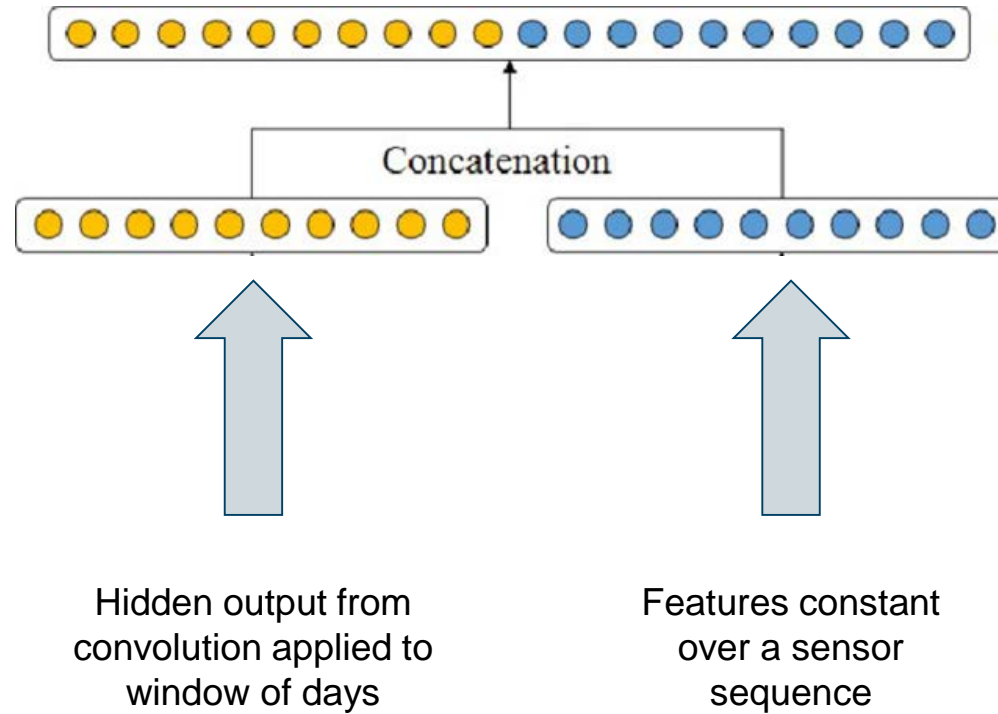 Concatenation
Hidden output from
convolution applied to
window of days
Features constant
over a sensor
sequence